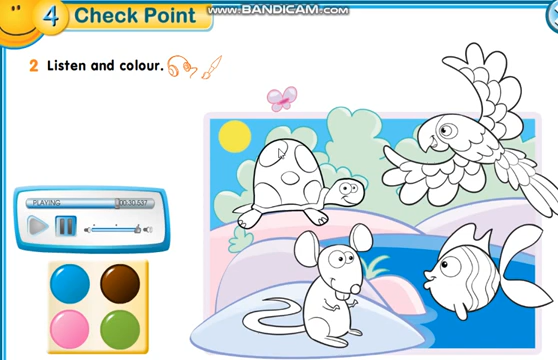 4 Check Point
www.BANDICAM.com
2 Listen and colour.
PLAYING